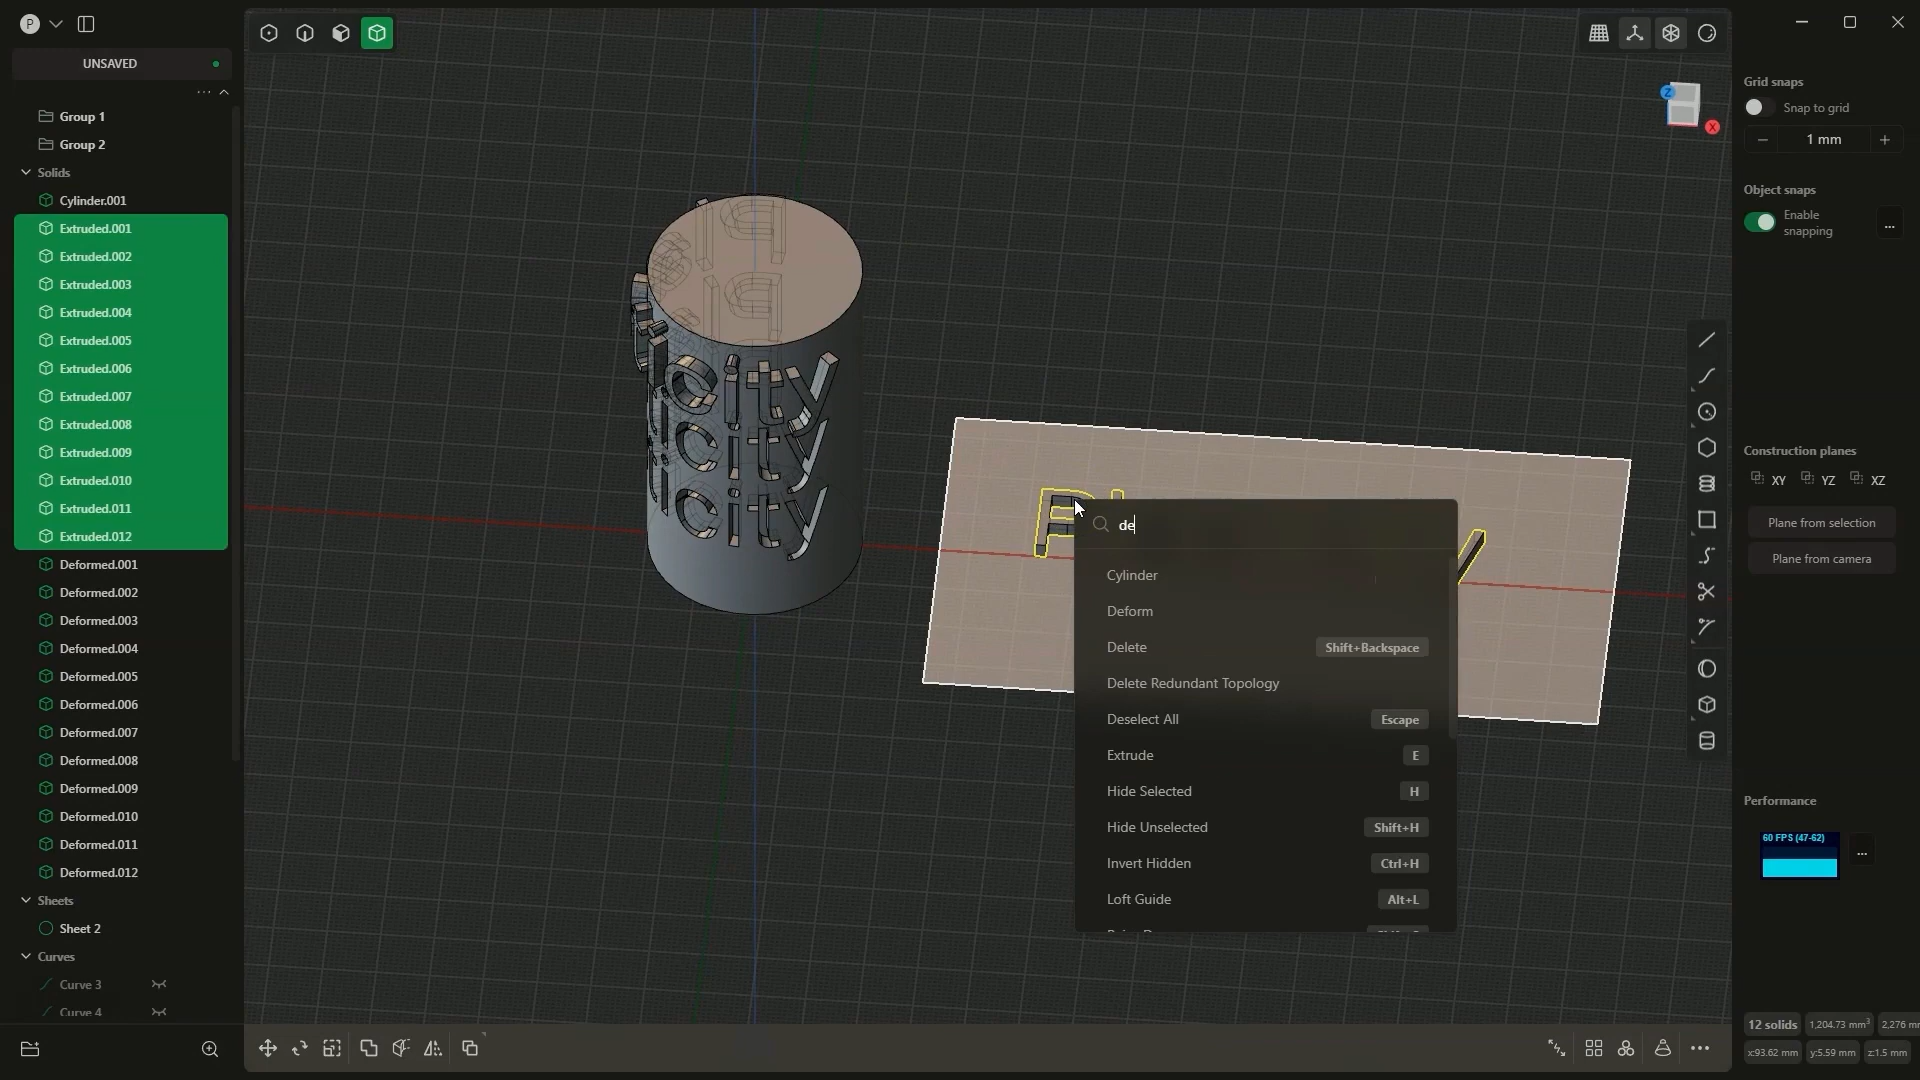 P
UNSAVED
...
Group 1
Group 2
Solids
Cylinder.001
Extruded.001
Extruded.002
Extruded.003
Extruded.004
Extruded.005
Extruded.006
Extruded.007
Extruded.008
Extruded.009
Extruded.010
Extruded.011
Extruded.012
Deformed.001
Deformed.002
Deformed.003
Deformed.004
Deformed.005
Deformed.006
Deformed.007
Deformed.008
Deformed.009
Deformed.010
Deformed.011
Deformed.012
Sheets
Sheet 2
Curves
Curve 3
Curve 4
icity
icity
icity
P
y
de
Cylinder
Deform
Delete Shift+Backspace
Delete Redundant Topology
Deselect All Escape
Extrude E
Hide Selected H
Hide Unselected Shift+H
Invert Hidden Ctrl+H
Loft Guide Alt+L
Z
X
Grid snaps
Snap to grid
− 1 mm +
Object snaps
Enable
snapping ...
Construction planes
XY YZ XZ
Plane from selection
Plane from camera
Performance
60 FPS (47-62)
...
12 solids 1,204.73 mm³ 2,276 m
x:93.62 mm y:5.59 mm z:1.5 mm